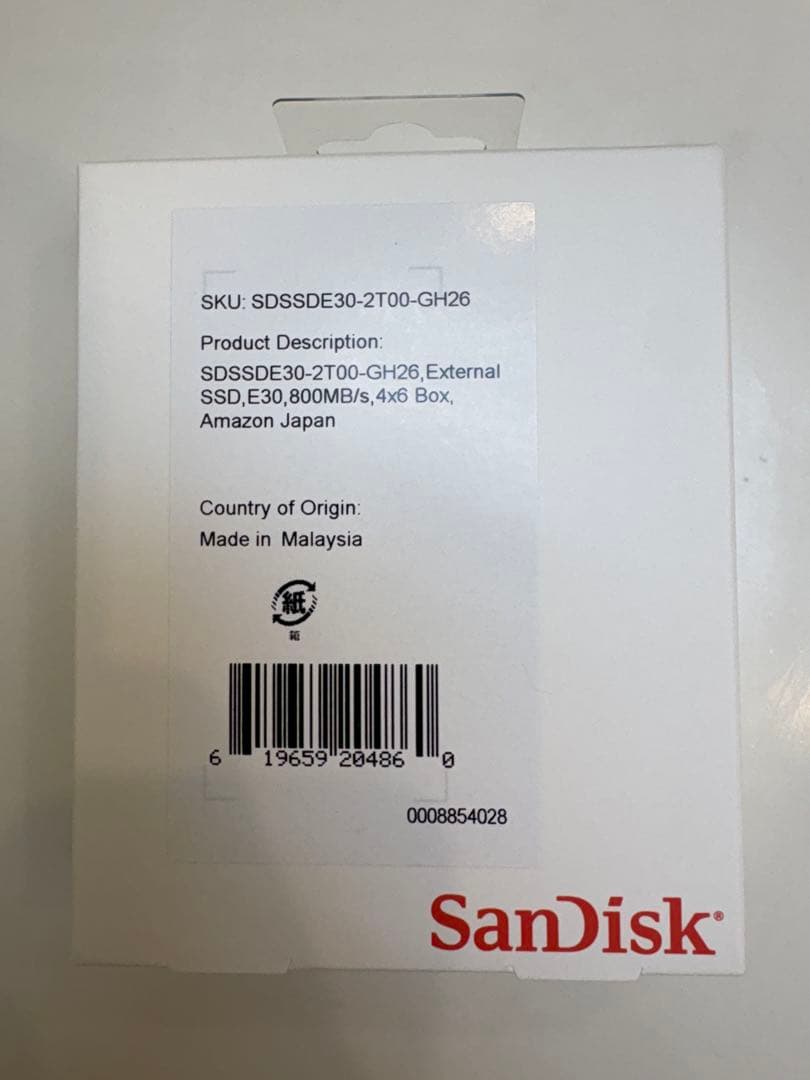 SKU: SDSSDE30-2T00-GH26
Product Description:
SDSSDE30-2T00-GH26,External
SSD,E30,800MB/s,4x6 Box,
Amazon Japan
Country of Origin:
Made in Malaysia
紙
箱
6 19659 20486 0
0008854028
SanDisk®